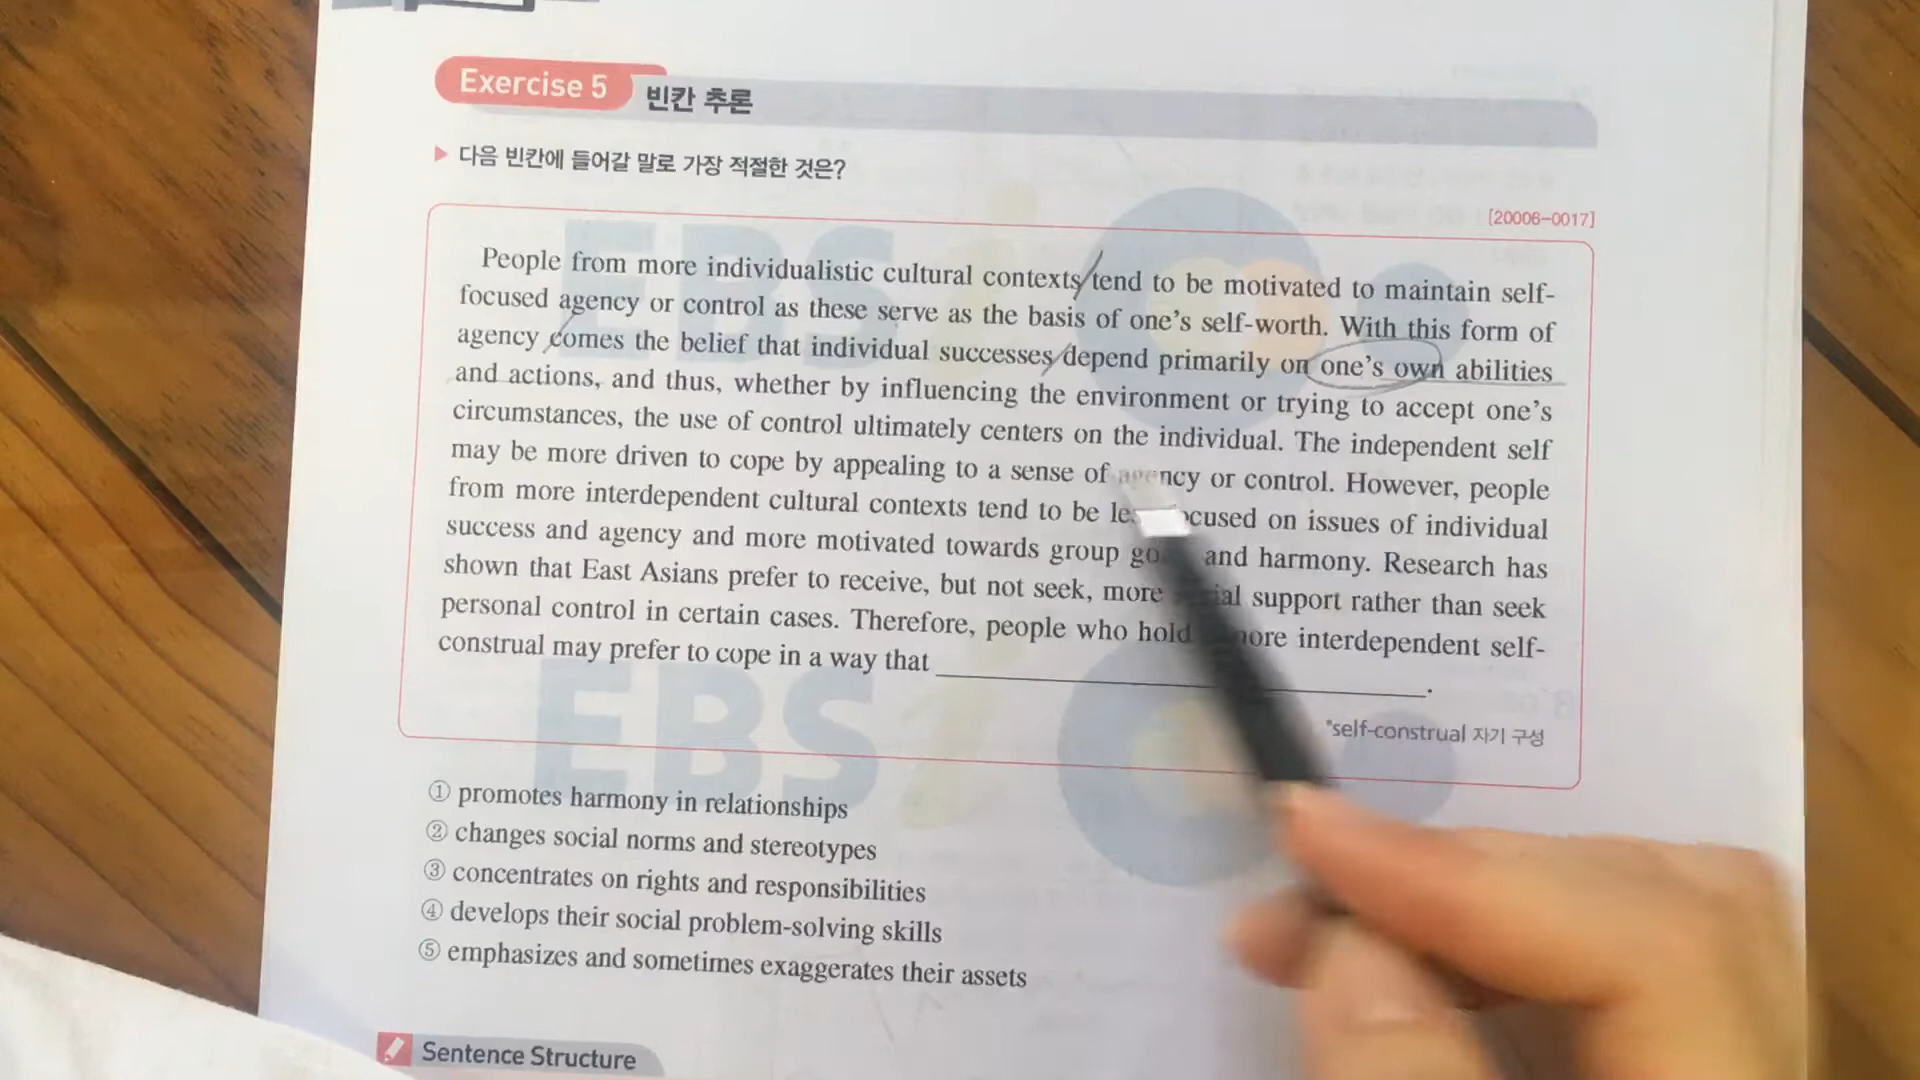 Exercise 5
빈칸 추론
다음 빈칸에 들어갈 말로 가장 적절한 것은?
[20006-0017]
People from more individualistic cultural contexts tend to be motivated to maintain self-
focused agency or control as these serve as the basis of one's self-worth. With this form of
agency comes the belief that individual successes depend primarily on one's own abilities
and actions, and thus, whether by influencing the environment or trying to accept one's
circumstances, the use of control ultimately centers on the individual. The independent self
may be more driven to cope by appealing to a sense of agency or control. However, people
from more interdependent cultural contexts tend to be focused on issues of individual
success and agency and more motivated towards group and harmony. Research has
shown that East Asians prefer to receive, but not seek, more social support rather than seek
personal control in certain cases. Therefore, people who hold more interdependent self-
construal may prefer to cope in a way that .
*self-construal 자기 구성
① promotes harmony in relationships
② changes social norms and stereotypes
③ concentrates on rights and responsibilities
④ develops their social problem-solving skills
⑤ emphasizes and sometimes exaggerates their assets
Sentence Structure
EBS
EBS